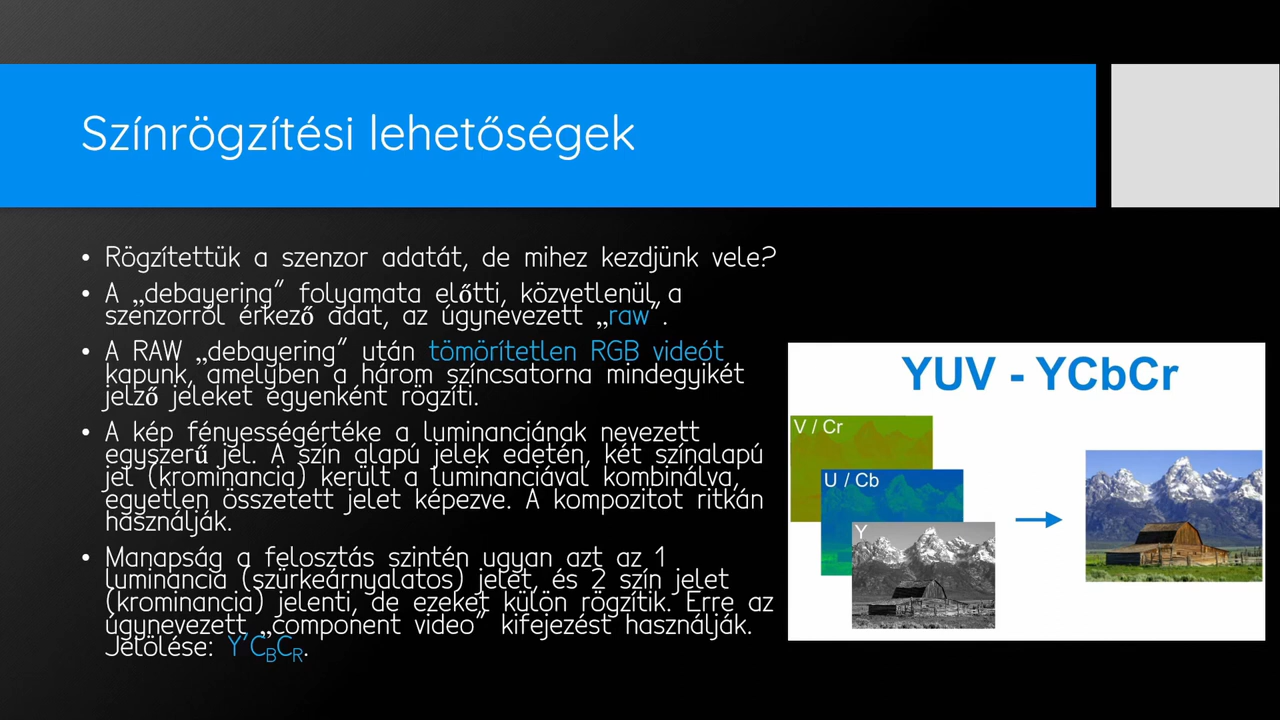 Színrögzítési lehetőségek
• Rögzítettük a szenzor adatát, de mihez kezdjünk vele?
• A „debayering” folyamata előtti, közvetlenül a
szenzorról érkező adat, az úgynevezett „raw”.
• A RAW „debayering” után tömörítetlen RGB videót
kapunk, amelyben a három színcsatorna mindegyikét
jelző jeleket egyenként rögzíti.
• A kép fényességértéke a luminanciának nevezett
egyszerű jel. A szín alapú jelek edetén, két színalapú
jel (krominancia) került a luminanciával kombinálva,
egyetlen összetett jelet képezve. A kompozitot ritkán
használják.
• Manapság a felosztás szintén ugyan azt az 1
luminancia (szürkeárnyalatos) jelet, és 2 szín jelet
(krominancia) jelenti, de ezeket külön rögzítik. Erre az
úgynevezett „component video” kifejezést használják.
Jelölése: Y’CBCR.
YUV - YCbCr
V / Cr
U / Cb
Y